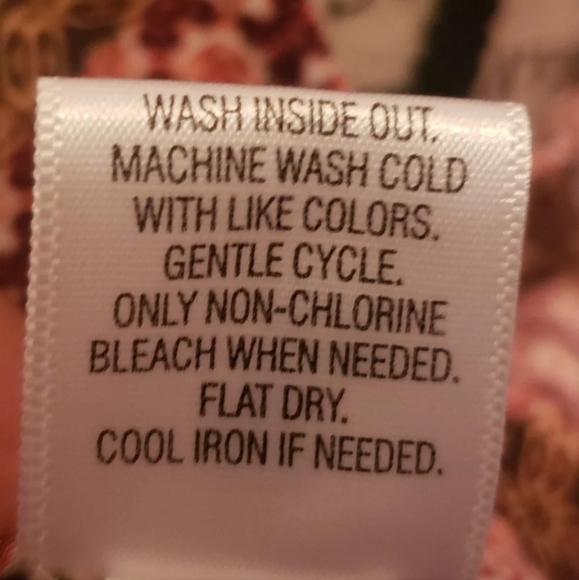 WASH INSIDE OUT.
MACHINE WASH COLD
WITH LIKE COLORS.
GENTLE CYCLE.
ONLY NON-CHLORINE
BLEACH WHEN NEEDED.
FLAT DRY.
COOL IRON IF NEEDED.